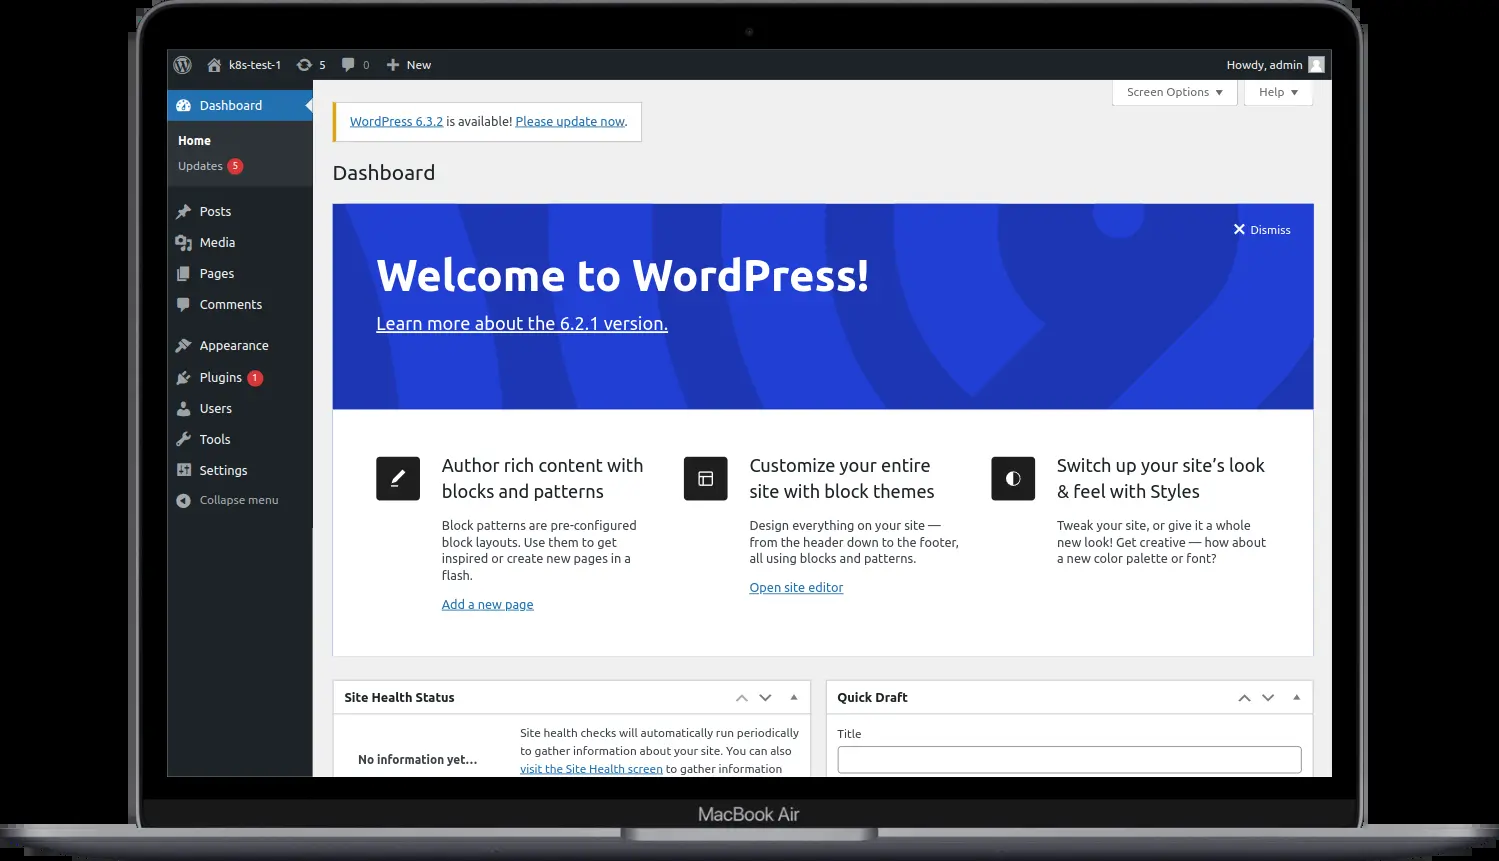 k8s-test-1 5 0 New Howdy, admin
Dashboard
Home
Updates 5
Posts
Media
Pages
Comments
Appearance
Plugins 1
Users
Tools
Settings
Collapse menu
Screen Options Help
WordPress 6.3.2 is available! Please update now.
Dashboard
Dismiss
Welcome to WordPress!
Learn more about the 6.2.1 version.
Author rich content with
blocks and patterns
Block patterns are pre-configured
block layouts. Use them to get
inspired or create new pages in a
flash.
Add a new page
Customize your entire
site with block themes
Design everything on your site —
from the header down to the footer,
all using blocks and patterns.
Open site editor
Switch up your site’s look
& feel with Styles
Tweak your site, or give it a whole
new look! Get creative — how about
a new color palette or font?
Site Health Status
No information yet…
Site health checks will automatically run periodically
to gather information about your site. You can also
visit the Site Health screen to gather information
Quick Draft
Title
MacBook Air